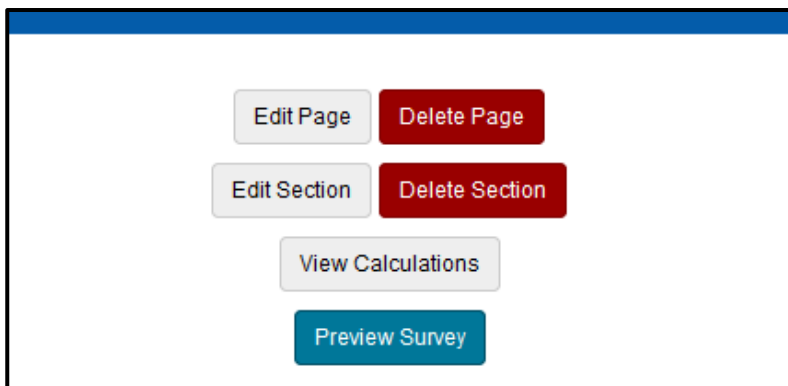 Edit Page Delete Page
Edit Section Delete Section
View Calculations
Preview Survey